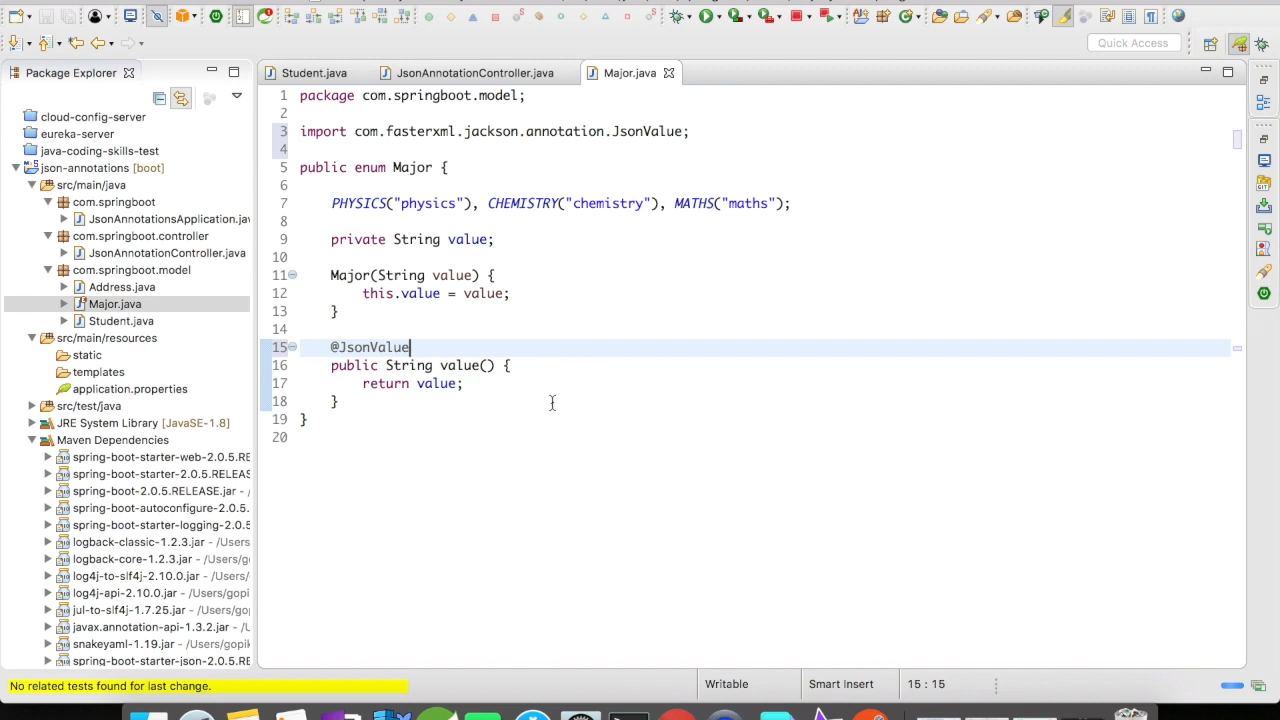 Quick Access
Package Explorer
Student.java
JsonAnnotationController.java
Major.java
cloud-config-server
eureka-server
java-coding-skills-test
json-annotations [boot]
src/main/java
com.springboot
JsonAnnotationsApplication.jav
com.springboot.controller
JsonAnnotationController.java
com.springboot.model
Address.java
Major.java
Student.java
src/main/resources
static
templates
application.properties
src/test/java
JRE System Library [JavaSE-1.8]
Maven Dependencies
spring-boot-starter-web-2.0.5.RE
spring-boot-starter-2.0.5.RELEAS
spring-boot-2.0.5.RELEASE.jar -
spring-boot-autoconfigure-2.0.5.
spring-boot-starter-logging-2.0.5
logback-classic-1.2.3.jar - /Users
logback-core-1.2.3.jar - /Users/go
log4j-to-slf4j-2.10.0.jar - /Users/
log4j-api-2.10.0.jar - /Users/gopi
jul-to-slf4j-1.7.25.jar - /Users/go
javax.annotation-api-1.3.2.jar - /U
snakeyaml-1.19.jar - /Users/gopik
spring-boot-starter-json-2.0.5.RE
1 package com.springboot.model;
2
3 import com.fasterxml.jackson.annotation.JsonValue;
4
5 public enum Major {
6
7 PHYSICS("physics"), CHEMISTRY("chemistry"), MATHS("maths");
8
9 private String value;
10
11 Major(String value) {
12 this.value = value;
13 }
14
15 @JsonValue
16 public String value() {
17 return value;
18 }
19 }
20
No related tests found for last change.
Writable
Smart Insert
15 : 15